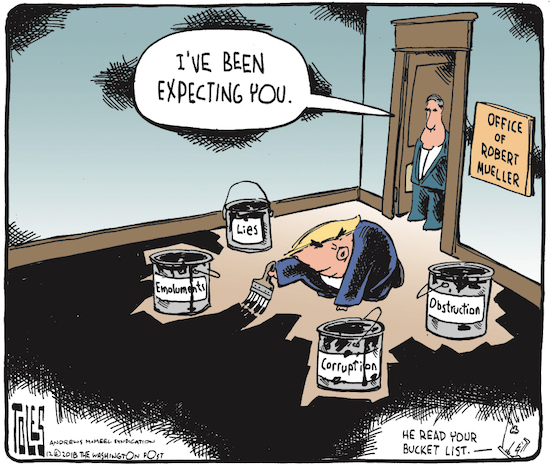 I'VE BEEN
EXPECTING YOU.
OFFICE
OF
ROBERT
MUELLER
Lies
Emoluments
Obstruction
Corruption
TOLES
ANDREWS McMEEL SYNDICATION
© 2018 THE WASHINGTON POST
HE READ YOUR
BUCKET LIST.